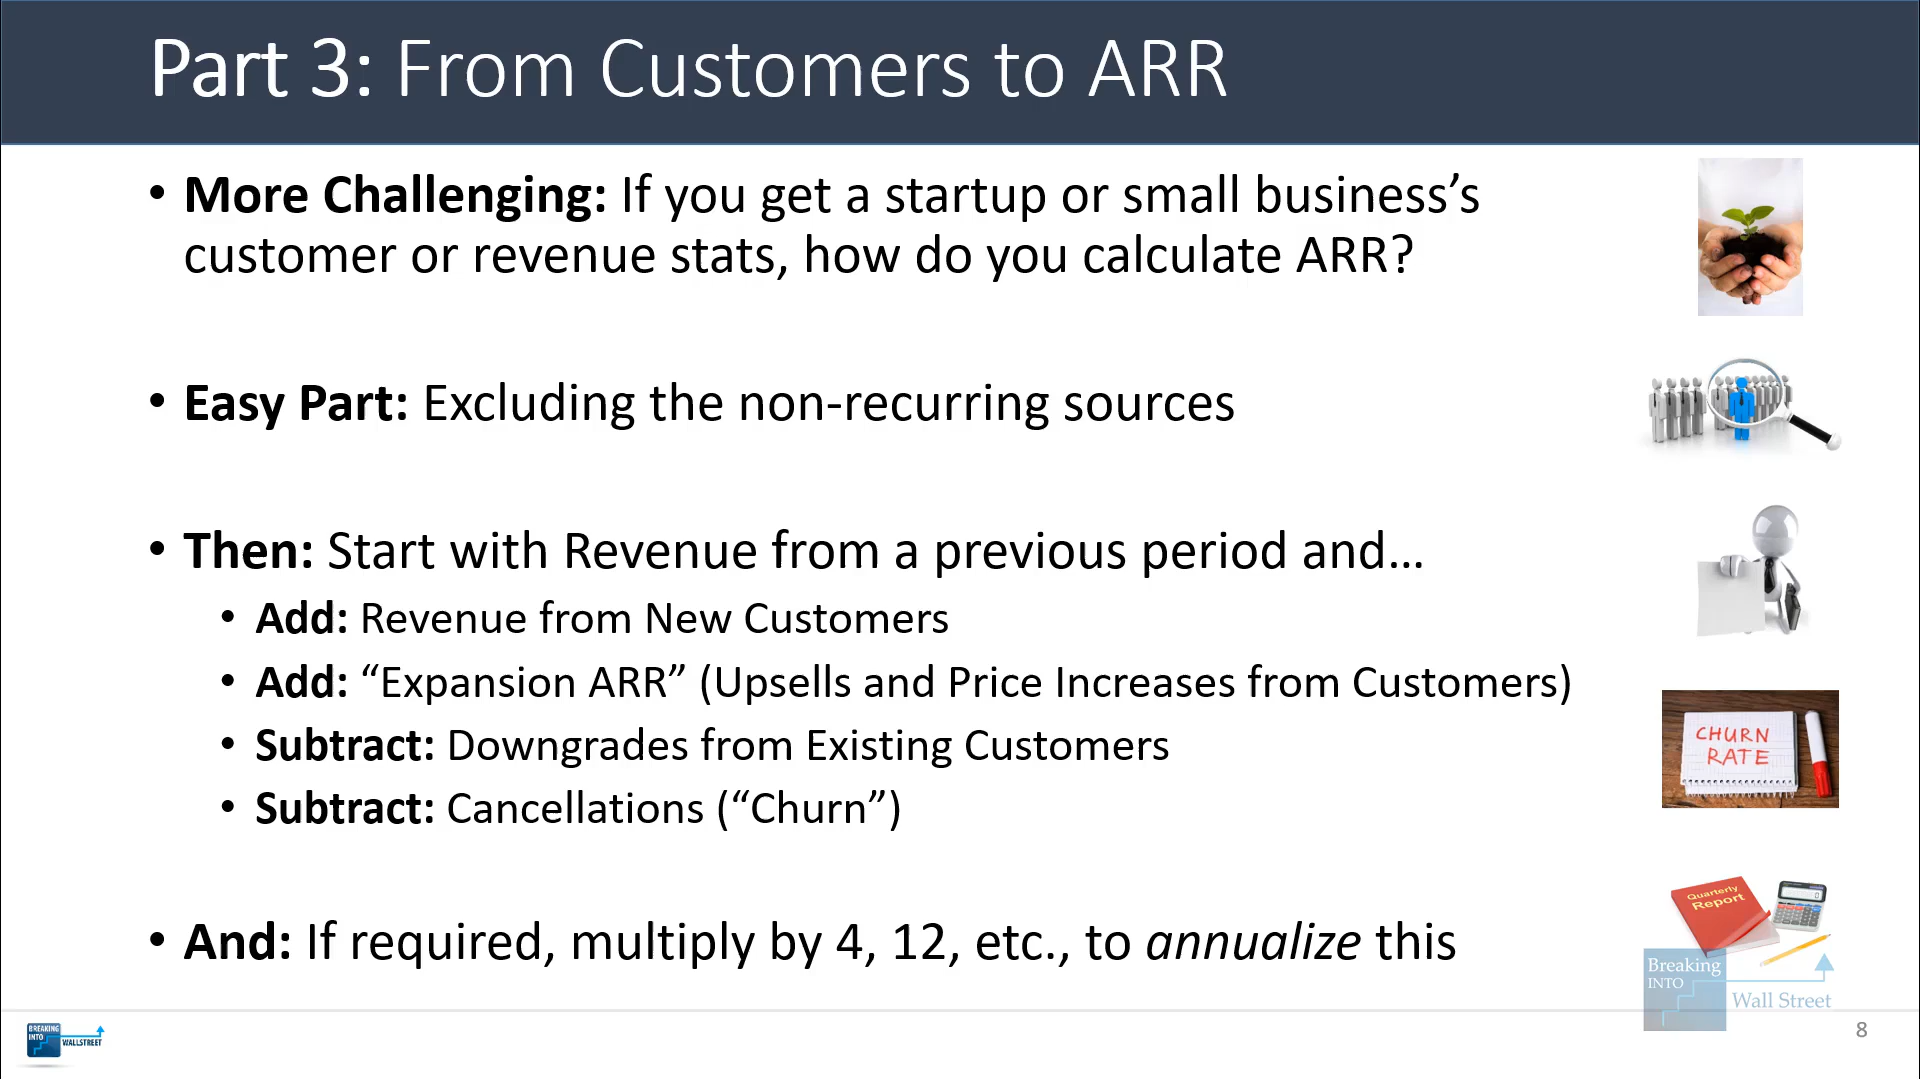 Part 3: From Customers to ARR
• More Challenging: If you get a startup or small business’s
customer or revenue stats, how do you calculate ARR?
• Easy Part: Excluding the non-recurring sources
• Then: Start with Revenue from a previous period and…
• Add: Revenue from New Customers
• Add: “Expansion ARR” (Upsells and Price Increases from Customers)
• Subtract: Downgrades from Existing Customers
• Subtract: Cancellations (“Churn”)
CHURN
RATE
• And: If required, multiply by 4, 12, etc., to annualize this
Quarterly
Report
Breaking
INTO
Wall Street
BREAKING
INTO
WALLSTREET
8